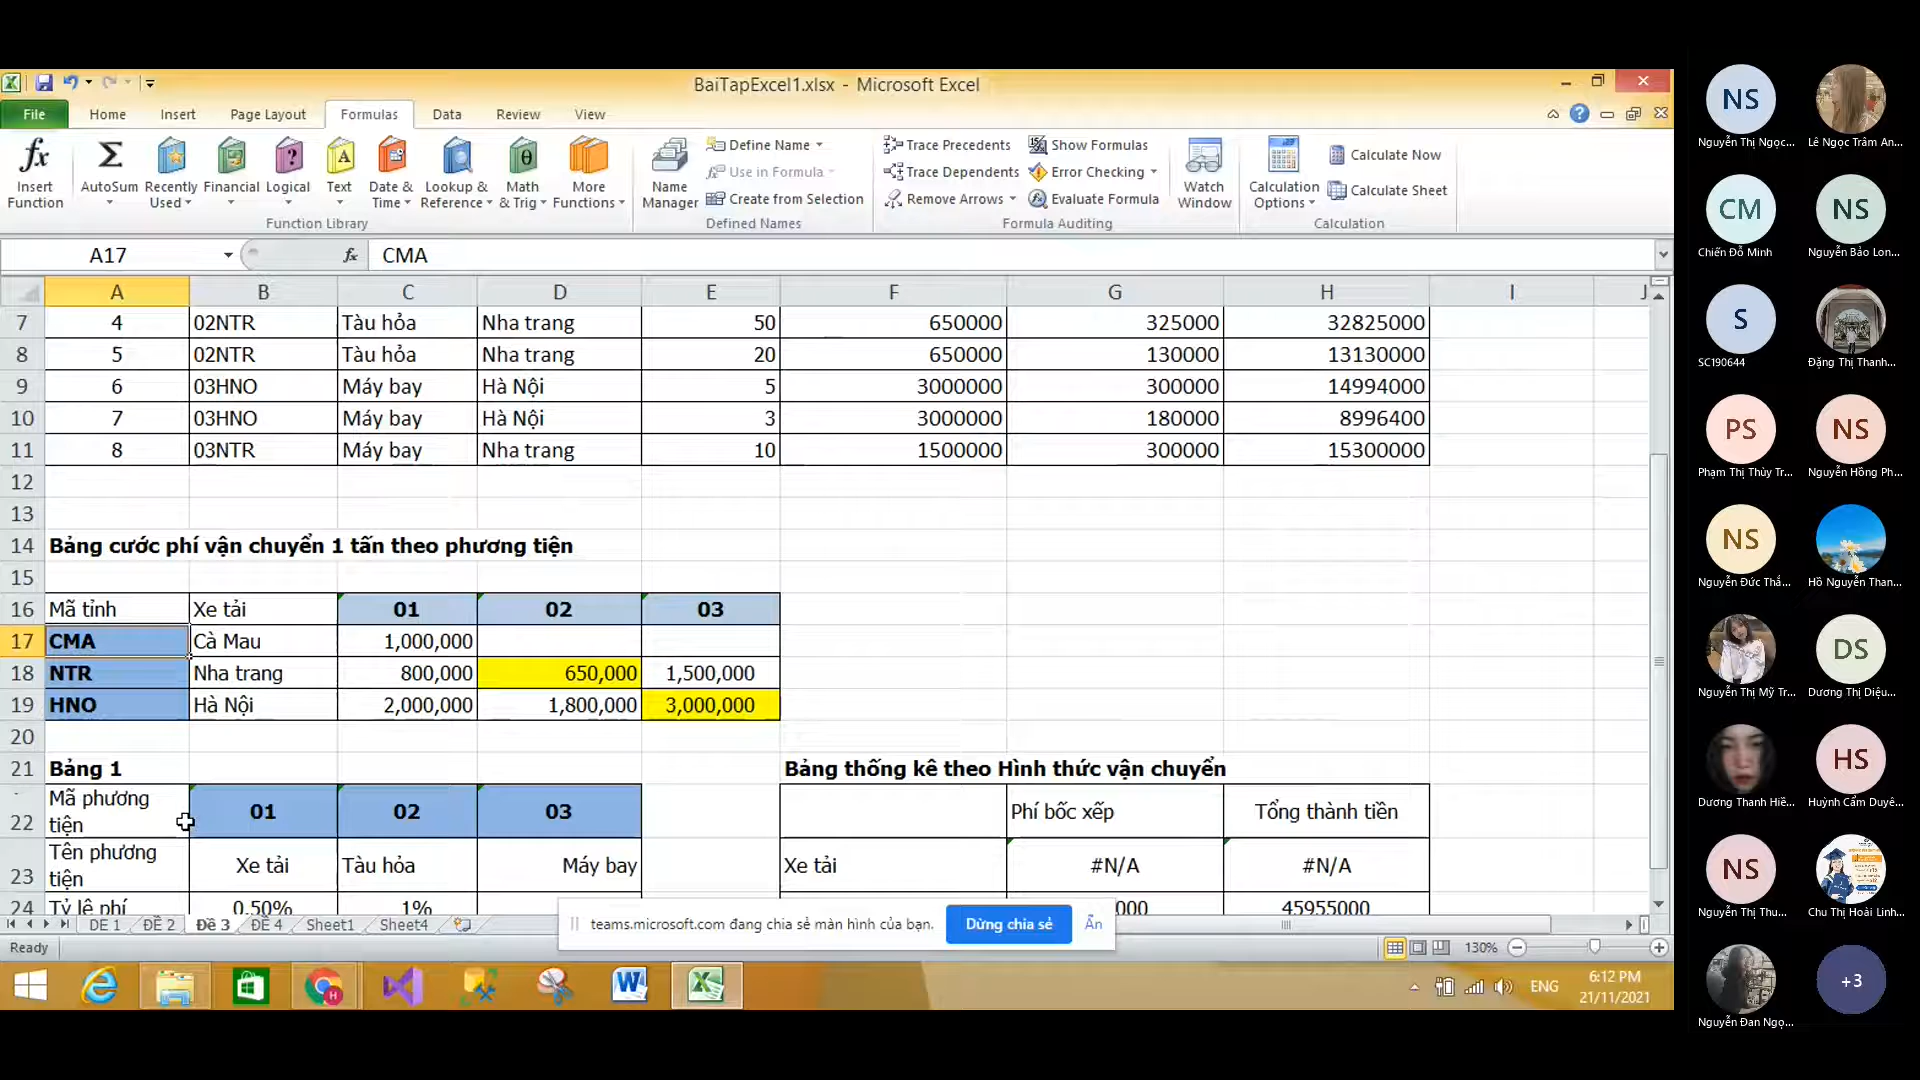 BaiTapExcel1.xlsx - Microsoft Excel
File Home Insert Page Layout Formulas Data Review View
Insert Function
AutoSum
Recently Used
Financial
Logical
Text
Date & Time
Lookup & Reference
Math & Trig
More Functions
Function Library
Name Manager
Define Name
Use in Formula
Create from Selection
Defined Names
Trace Precedents
Trace Dependents
Remove Arrows
Show Formulas
Error Checking
Evaluate Formula
Formula Auditing
Watch Window
Calculation Options
Calculate Now
Calculate Sheet
Calculation
A17 fx CMA
A B C D E F G H I J
7 4 02NTR Tàu hỏa Nha trang 50 650000 325000 32825000
8 5 02NTR Tàu hỏa Nha trang 20 650000 130000 13130000
9 6 03HNO Máy bay Hà Nội 5 3000000 300000 14994000
10 7 03HNO Máy bay Hà Nội 3 3000000 180000 8996400
11 8 03NTR Máy bay Nha trang 10 1500000 300000 15300000
12
13
14 Bảng cước phí vận chuyển 1 tấn theo phương tiện
15
16 Mã tỉnh Xe tải 01 02 03
17 CMA Cà Mau 1,000,000
18 NTR Nha trang 800,000 650,000 1,500,000
19 HNO Hà Nội 2,000,000 1,800,000 3,000,000
20
21 Bảng 1 Bảng thống kê theo Hình thức vận chuyển
22 Mã phương tiện 01 02 03 Phí bốc xếp Tổng thành tiền
23 Tên phương tiện Xe tải Tàu hỏa Máy bay Xe tải #N/A #N/A
24 Tỷ lệ phí 0.50% 1% 000 45955000
DE 1 ĐỀ 2 Đề 3 ĐỀ 4 Sheet1 Sheet4
teams.microsoft.com đang chia sẻ màn hình của bạn. Dừng chia sẻ Ẩn
Ready 130%
ENG
6:12 PM
21/11/2021
NS
Nguyễn Thị Ngọc...
Lê Ngọc Trâm An...
CM
Chiến Đỗ Minh
NS
Nguyễn Bảo Lon...
S
SC190644
Đặng Thị Thanh...
PS
Phạm Thị Thùy Tr...
NS
Nguyễn Hồng Ph...
NS
Nguyễn Đức Thắ...
Hồ Nguyễn Than...
Nguyễn Thị Mỹ Tr...
DS
Dương Thị Diệu...
Dương Thanh Hiề...
HS
Huỳnh Cẩm Duyê...
NS
Nguyễn Thị Thu...
Chu Thị Hoài Linh...
Nguyễn Đan Ngọ...
+3